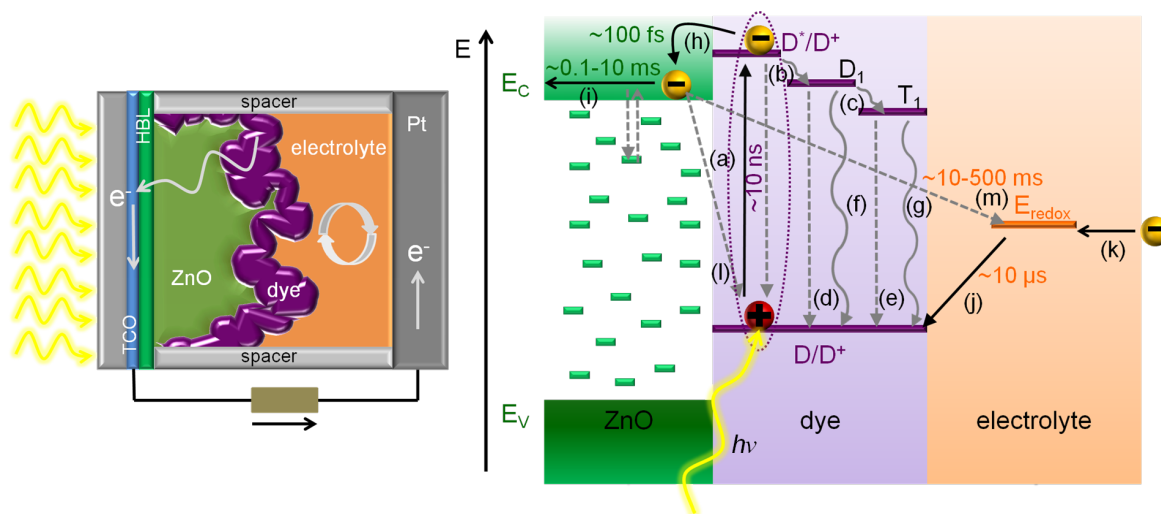 spacer
HBL
Pt
electrolyte
e-
ZnO
dye
e-
TCO
spacer
E
~100 fs
(h)
D*/D+
~0.1-10 ms
(b)
D1
EC
(i)
(c)
T1
(a)
~10 ns
~10-500 ms
(f)
(g)
(m)
Eredox
(k)
(l)
~10 µs
(d)
(e)
(j)
D/D+
EV
ZnO
dye
electrolyte
hν